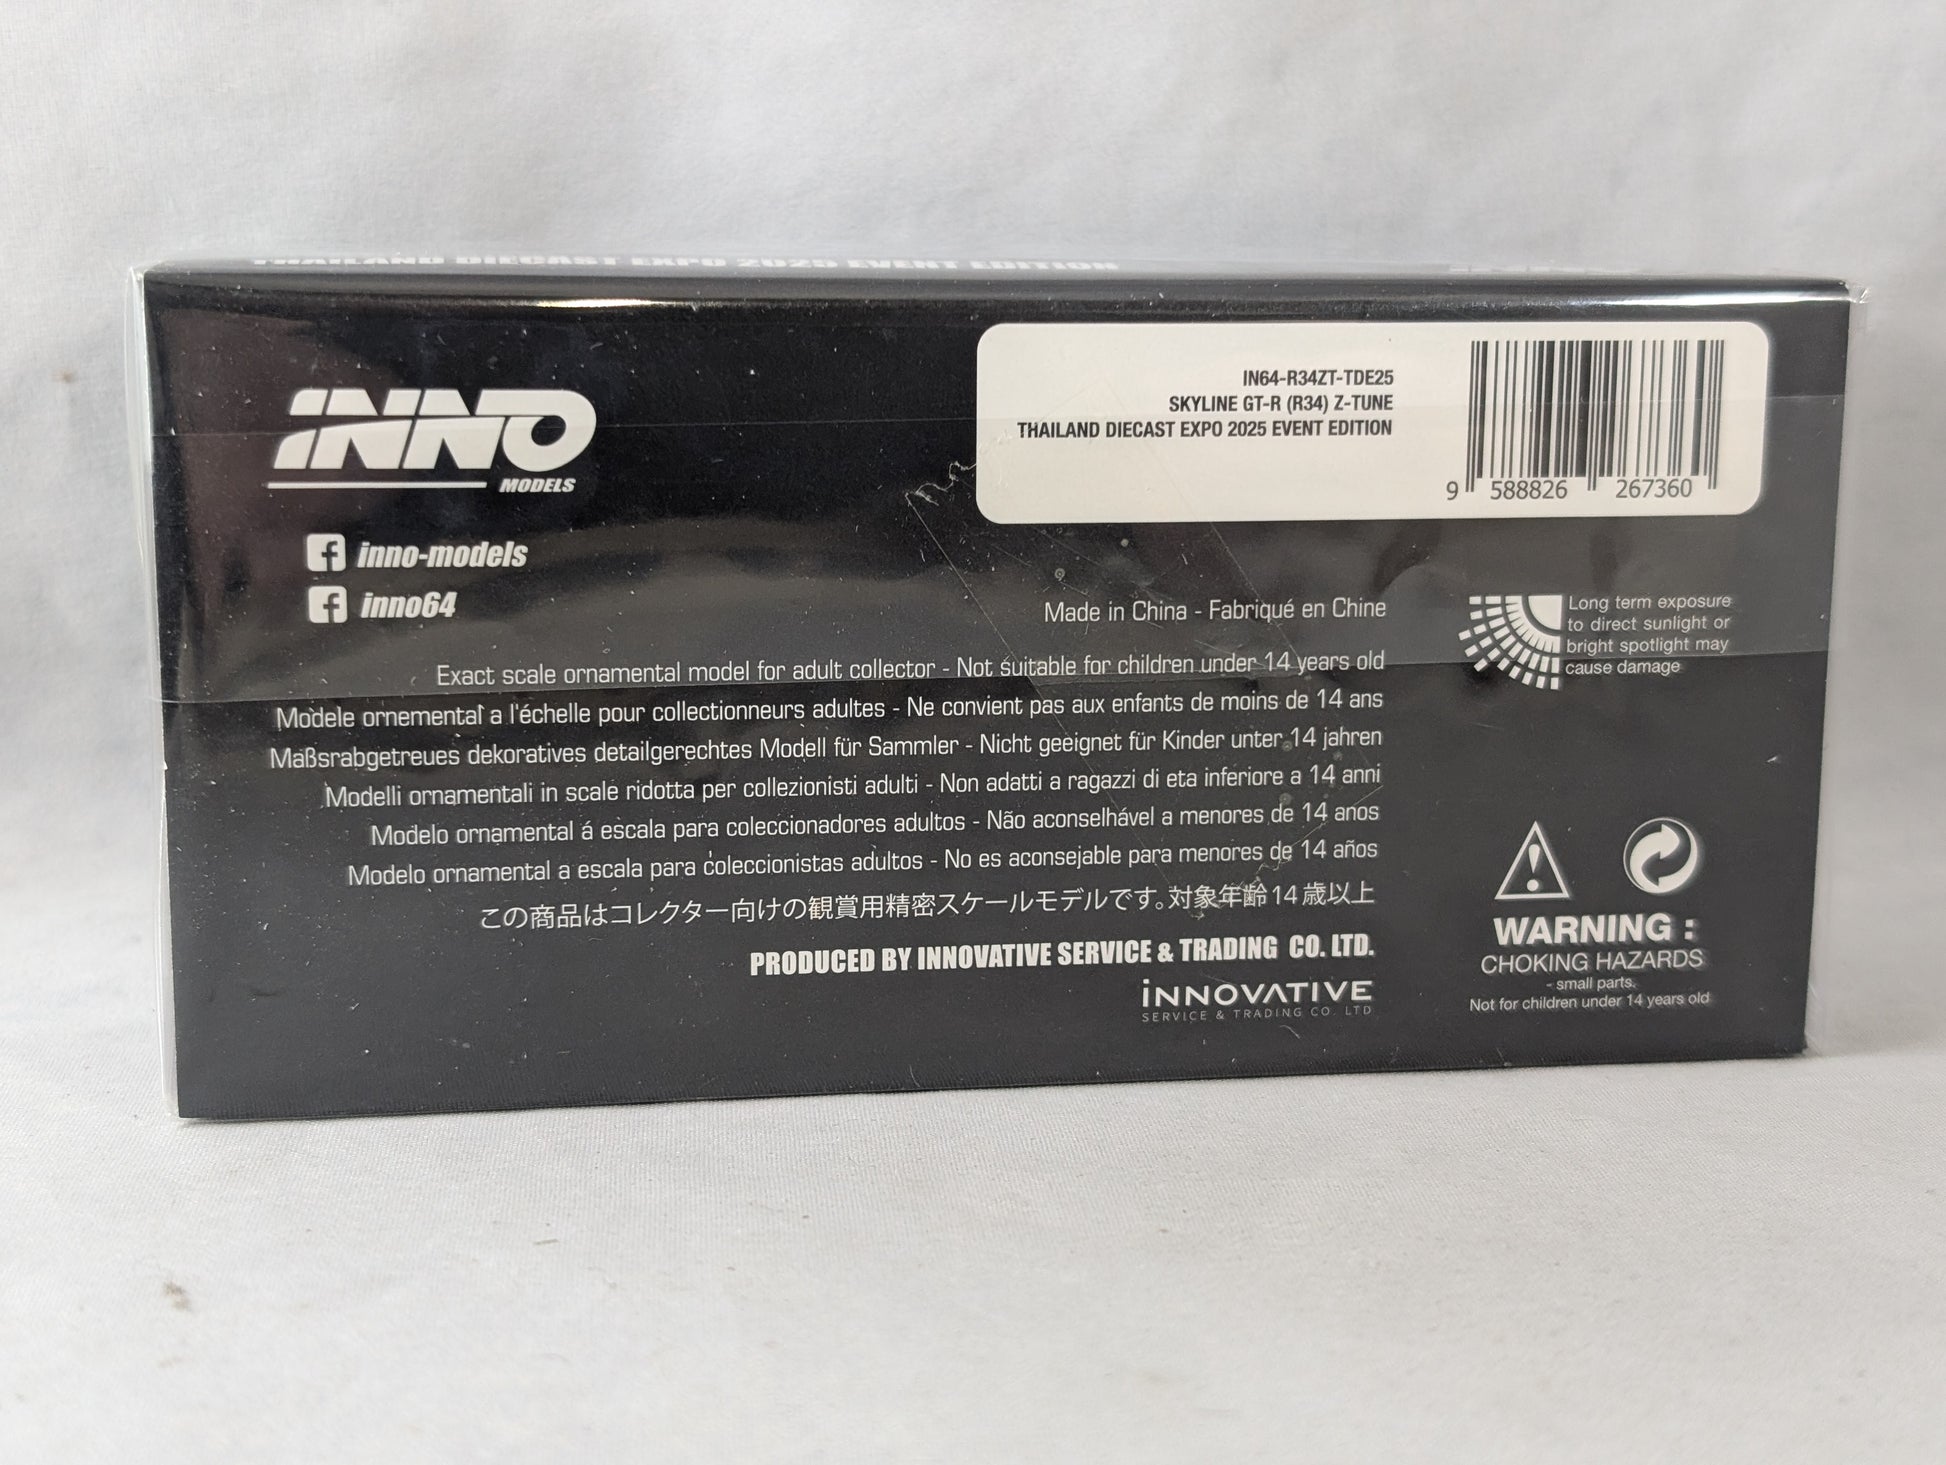 THAILAND DIECAST EXPO 2025 EVENT EDITION
INNO
MODELS
inno-models
inno64
IN64-R34ZT-TDE25
SKYLINE GT-R (R34) Z-TUNE
THAILAND DIECAST EXPO 2025 EVENT EDITION
9 588826 267360
Made in China - Fabriqué en Chine
Long term exposure
to direct sunlight or
bright spotlight may
cause damage
Exact scale ornamental model for adult collector - Not suitable for children under 14 years old
Modele ornemental a l'échelle pour collectionneurs adultes - Ne convient pas aux enfants de moins de 14 ans
Maßsrabgetreues dekoratives detailgerechtes Modell für Sammler - Nicht geeignet für Kinder unter 14 jahren
Modelli ornamentali in scale ridotta per collezionisti adulti - Non adatti a ragazzi di eta inferiore a 14 anni
Modelo ornamental á escala para coleccionadores adultos - Não aconselhável a menores de 14 anos
Modelo ornamental a escala para coleccionistas adultos - No es aconsejable para menores de 14 años
この商品はコレクター向けの観賞用精密スケールモデルです。対象年齢14歳以上
PRODUCED BY INNOVATIVE SERVICE & TRADING CO. LTD.
iNNOVATIVE
SERVICE & TRADING CO. LTD
WARNING :
CHOKING HAZARDS
- small parts.
Not for children under 14 years old